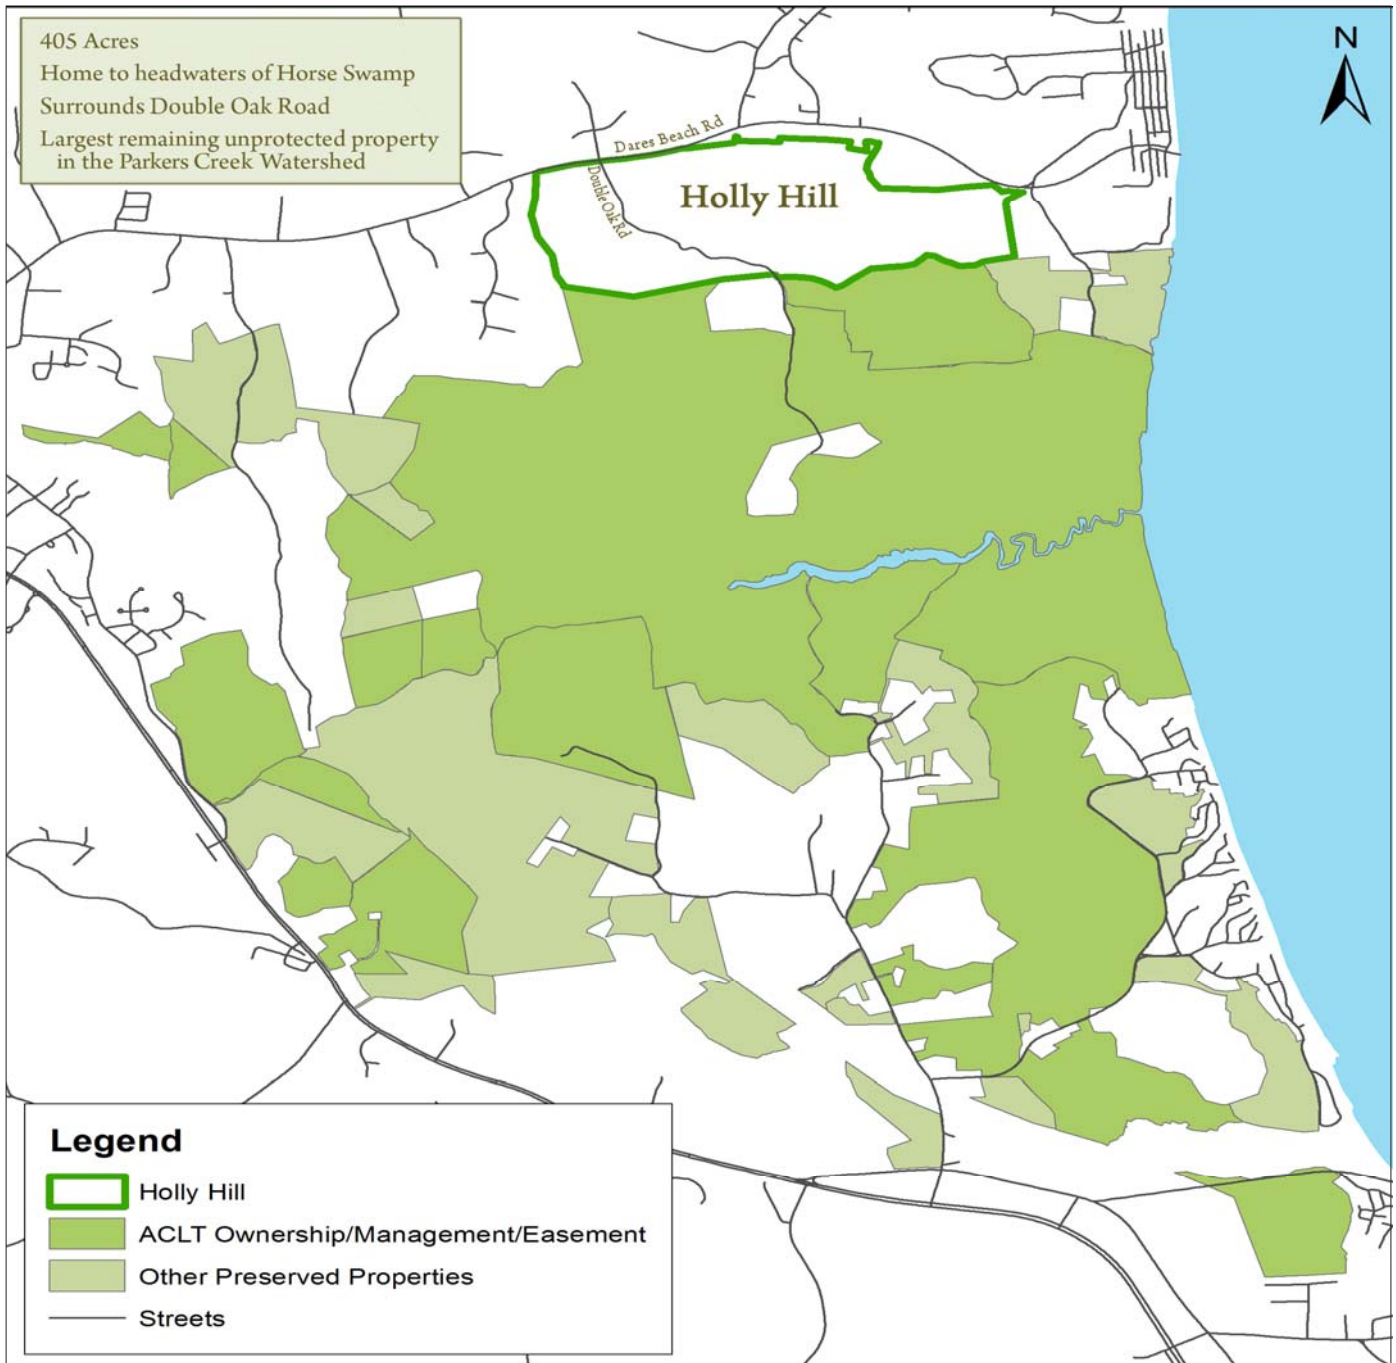 405 Acres
Home to headwaters of Horse Swamp
Surrounds Double Oak Road
Largest remaining unprotected property
in the Parkers Creek Watershed
N
Dares Beach Rd
Double Oak Rd
Holly Hill
Legend
Holly Hill
ACLT Ownership/Management/Easement
Other Preserved Properties
Streets